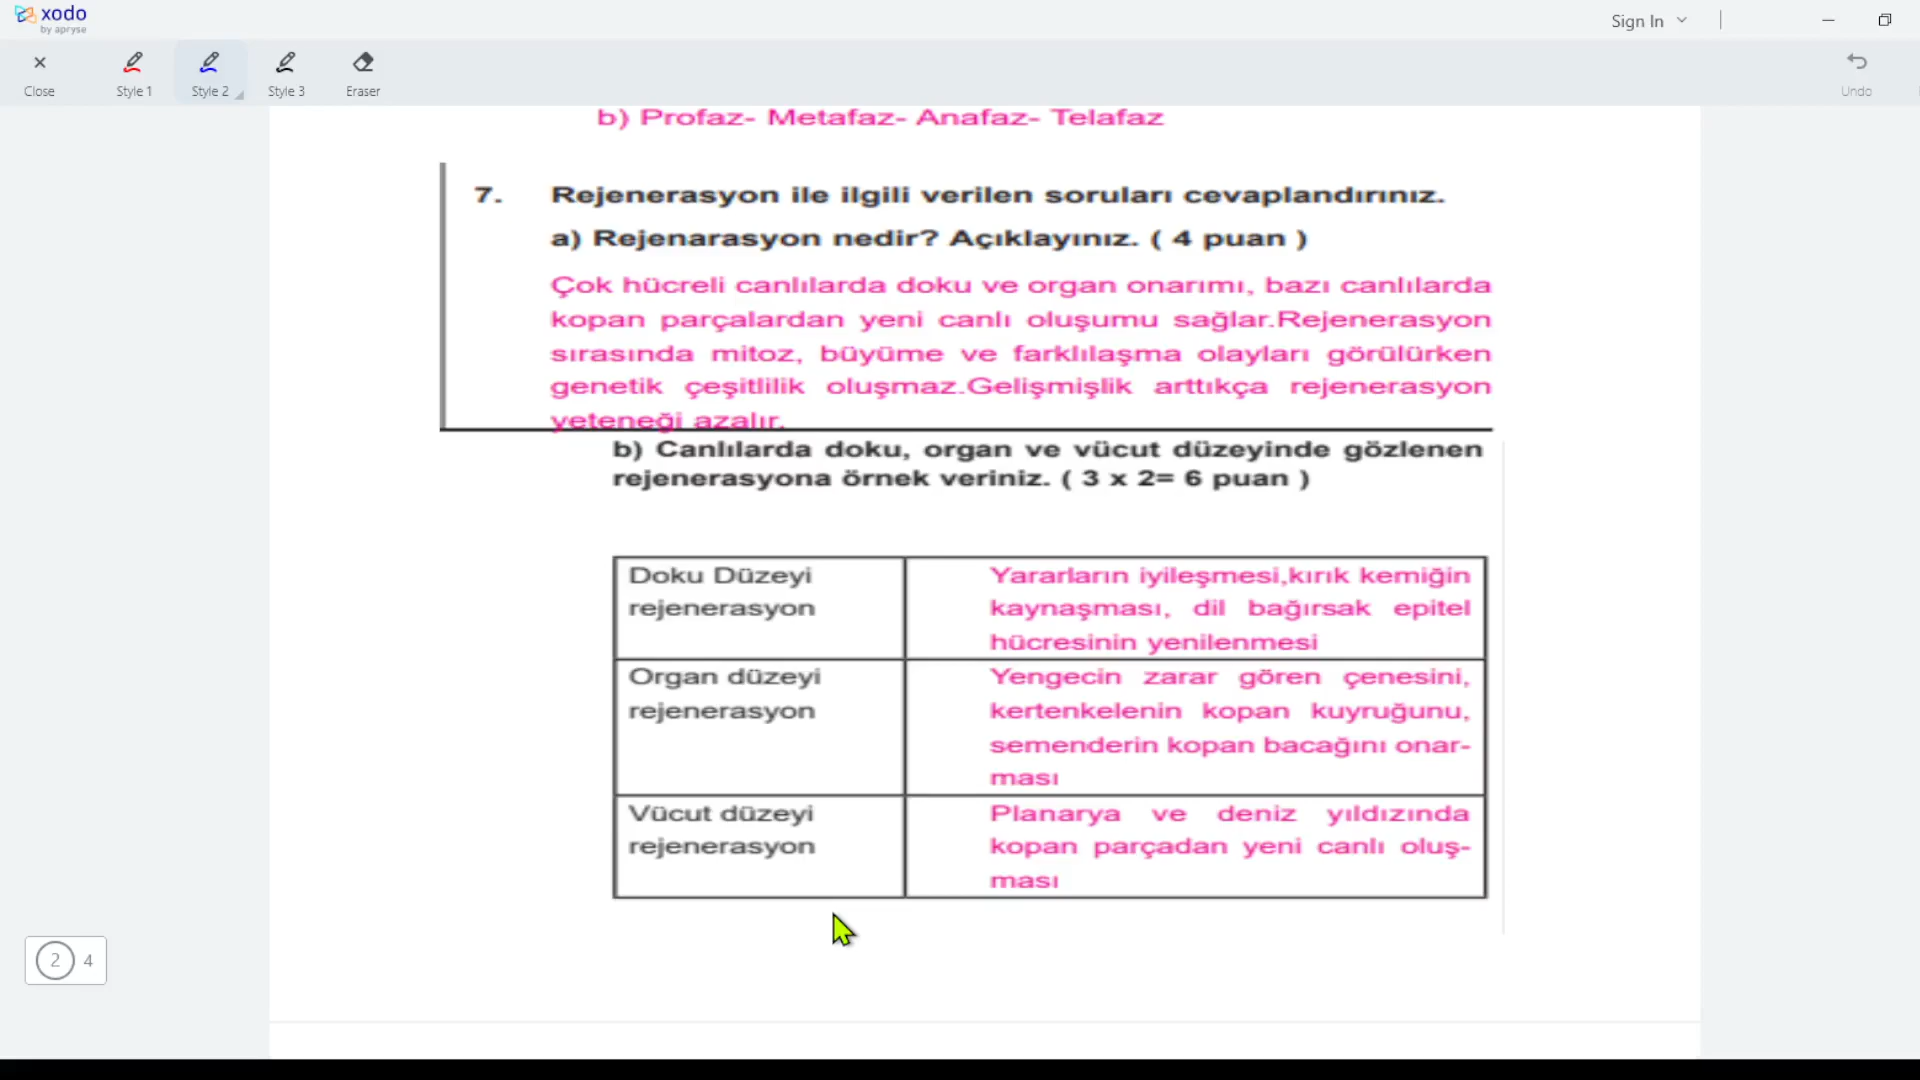 xodo
by apryse
Sign In
Close
Style 1
Style 2
Style 3
Eraser
Undo
b) Profaz- Metafaz- Anafaz- Telafaz
7. Rejenerasyon ile ilgili verilen soruları cevaplandırınız.
a) Rejenarasyon nedir? Açıklayınız. ( 4 puan )
Çok hücreli canlılarda doku ve organ onarımı, bazı canlılarda
kopan parçalardan yeni canlı oluşumu sağlar.Rejenerasyon
sırasında mitoz, büyüme ve farklılaşma olayları görülürken
genetik çeşitlilik oluşmaz.Gelişmişlik arttıkça rejenerasyon
yeteneği azalır.
b) Canlılarda doku, organ ve vücut düzeyinde gözlenen
rejenerasyona örnek veriniz. ( 3 x 2= 6 puan )
Doku Düzeyi
rejenerasyon
Yararların iyileşmesi,kırık kemiğin
kaynaşması, dil bağırsak epitel
hücresinin yenilenmesi
Organ düzeyi
rejenerasyon
Yengecin zarar gören çenesini,
kertenkelenin kopan kuyruğunu,
semenderin kopan bacağını onar-
ması
Vücut düzeyi
rejenerasyon
Planarya ve deniz yıldızında
kopan parçadan yeni canlı oluş-
ması
2 4